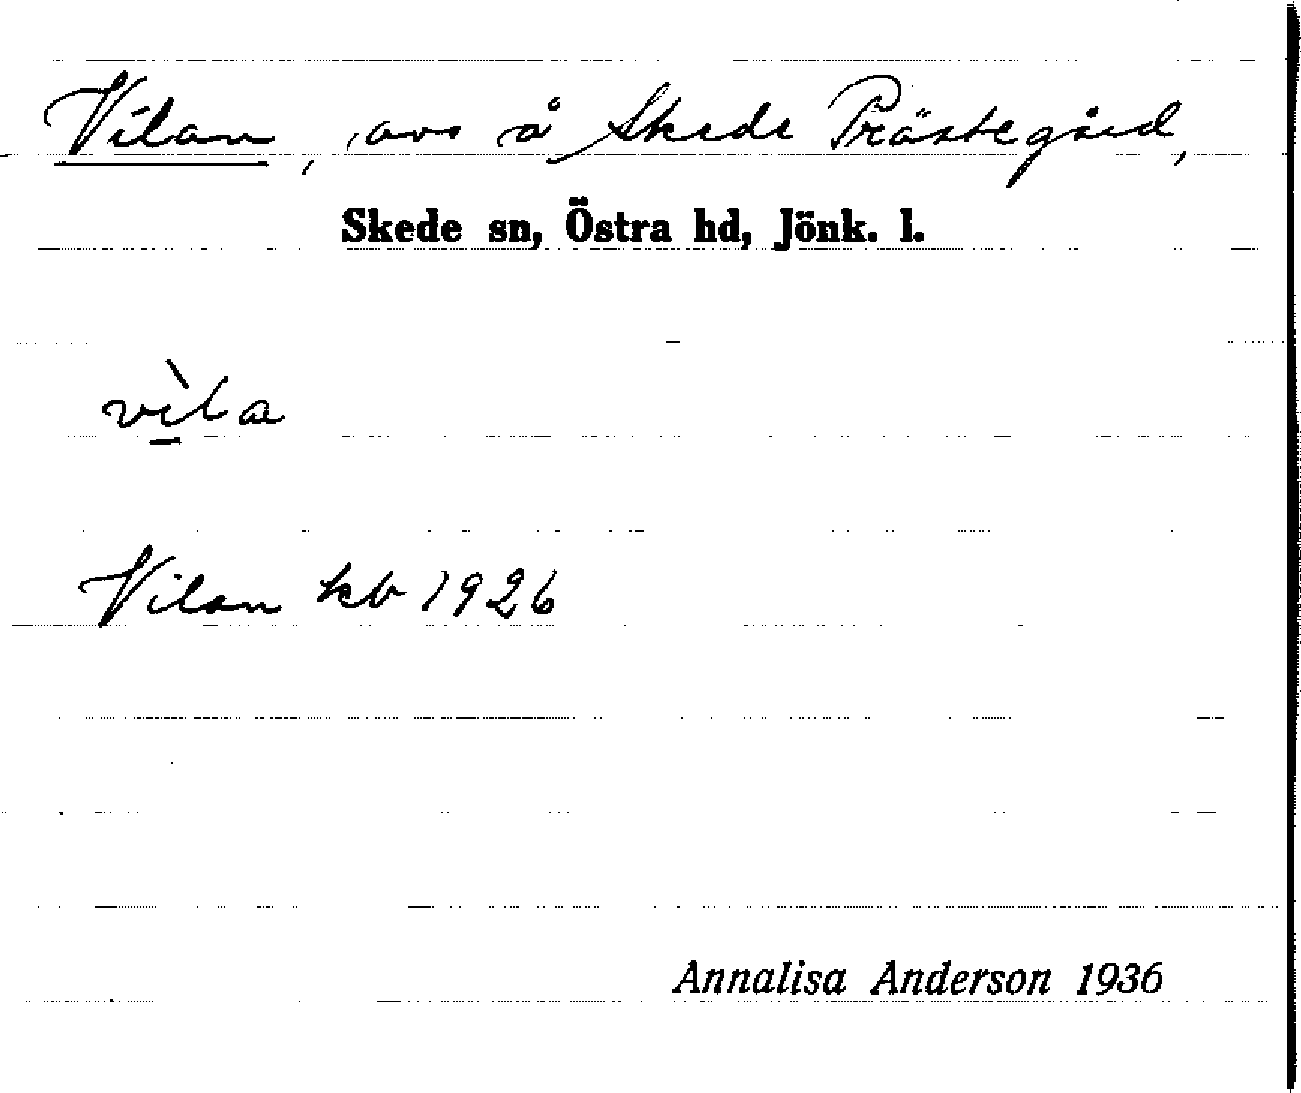 Vilan, avs å Skede Prästegård,
Skede sn, Östra hd, Jönk. l.
vìla
Vilan kb 1926
Annalisa Anderson 1936